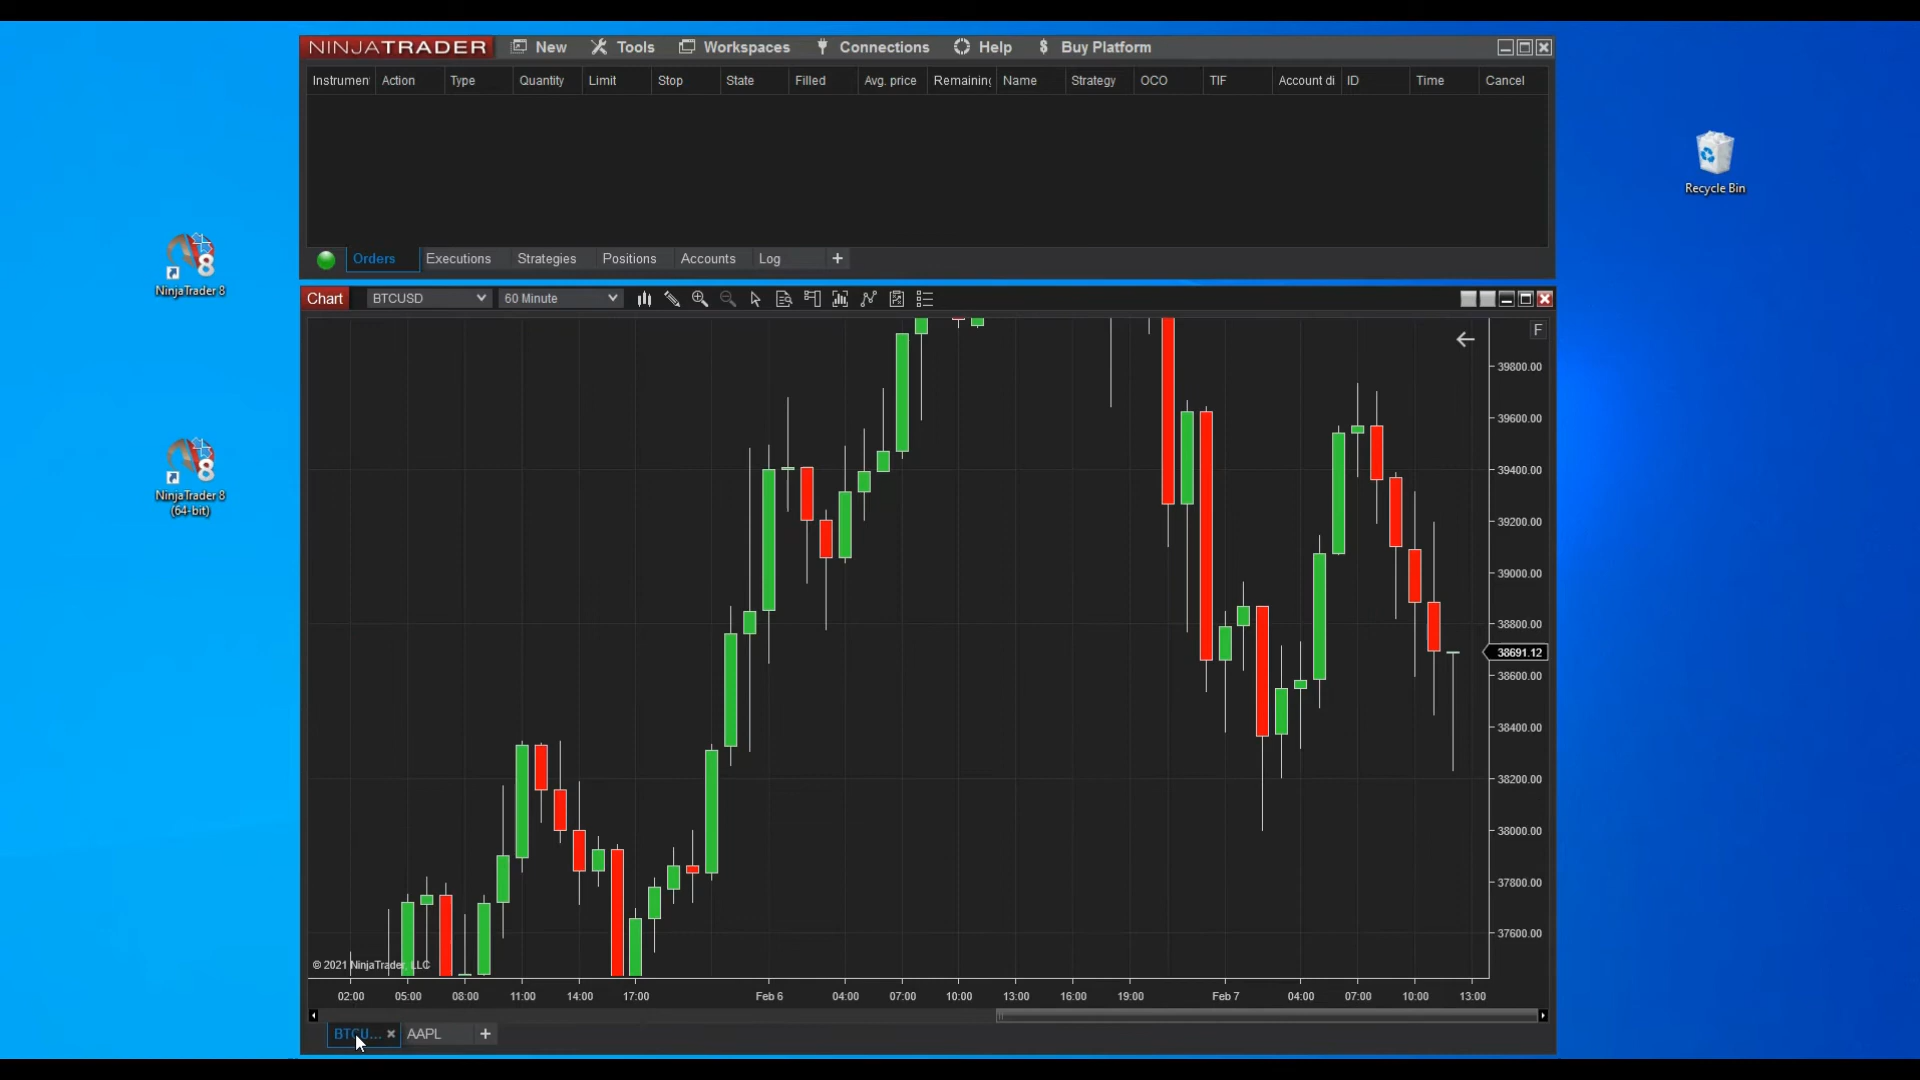 NINJATRADER New Tools Workspaces Connections Help $ Buy Platform
Instrumen Action Type Quantity Limit Stop State Filled Avg. price Remaining Name Strategy OCO TIF Account di ID Time Cancel
Recycle Bin
Orders Executions Strategies Positions Accounts Log +
8
NinjaTrader 8
Chart BTCUSD 60 Minute
F
39800.00
39600.00
39400.00
8
NinjaTrader 8
(64-bit)
39200.00
39000.00
38800.00
38691.12
38600.00
38400.00
38200.00
38000.00
37800.00
37600.00
© 2021 NinjaTrader, LLC
02:00 05:00 08:00 11:00 14:00 17:00 Feb 6 04:00 07:00 10:00 13:00 16:00 19:00 Feb 7 04:00 07:00 10:00 13:00
BTCU... × AAPL +